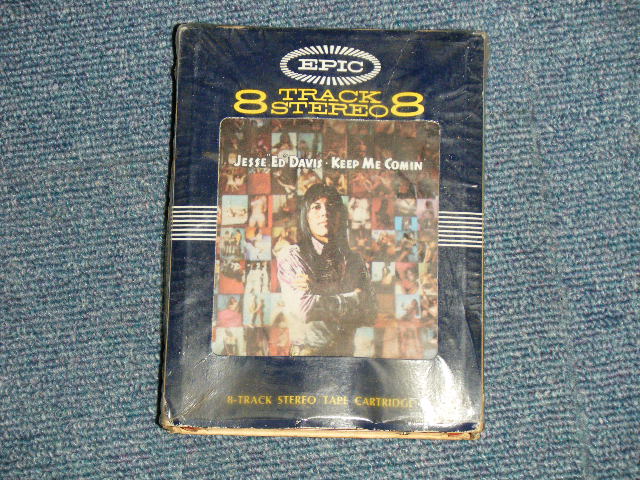 EPIC
8 TRACK 8
STEREO
JESSE ED DAVIS · KEEP ME COMIN
8-TRACK STEREO TAPE CARTRIDGE